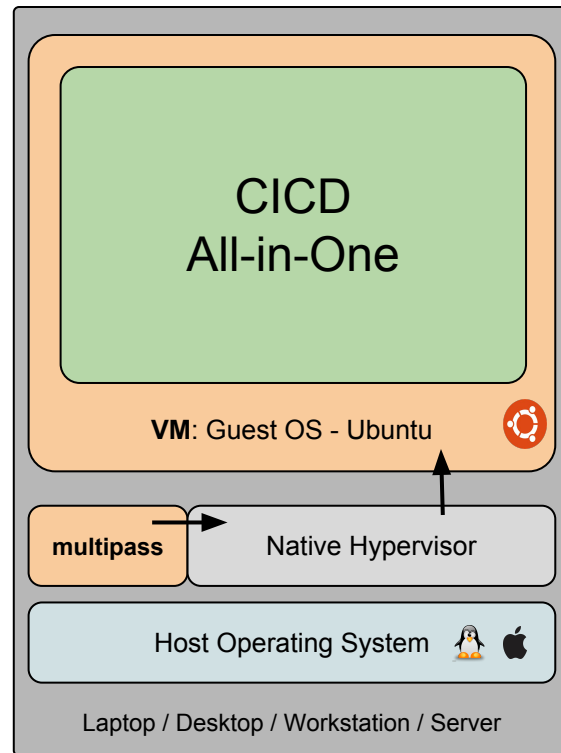 CICD
All-in-One
VM: Guest OS - Ubuntu
multipass
Native Hypervisor
Host Operating System
Laptop / Desktop / Workstation / Server